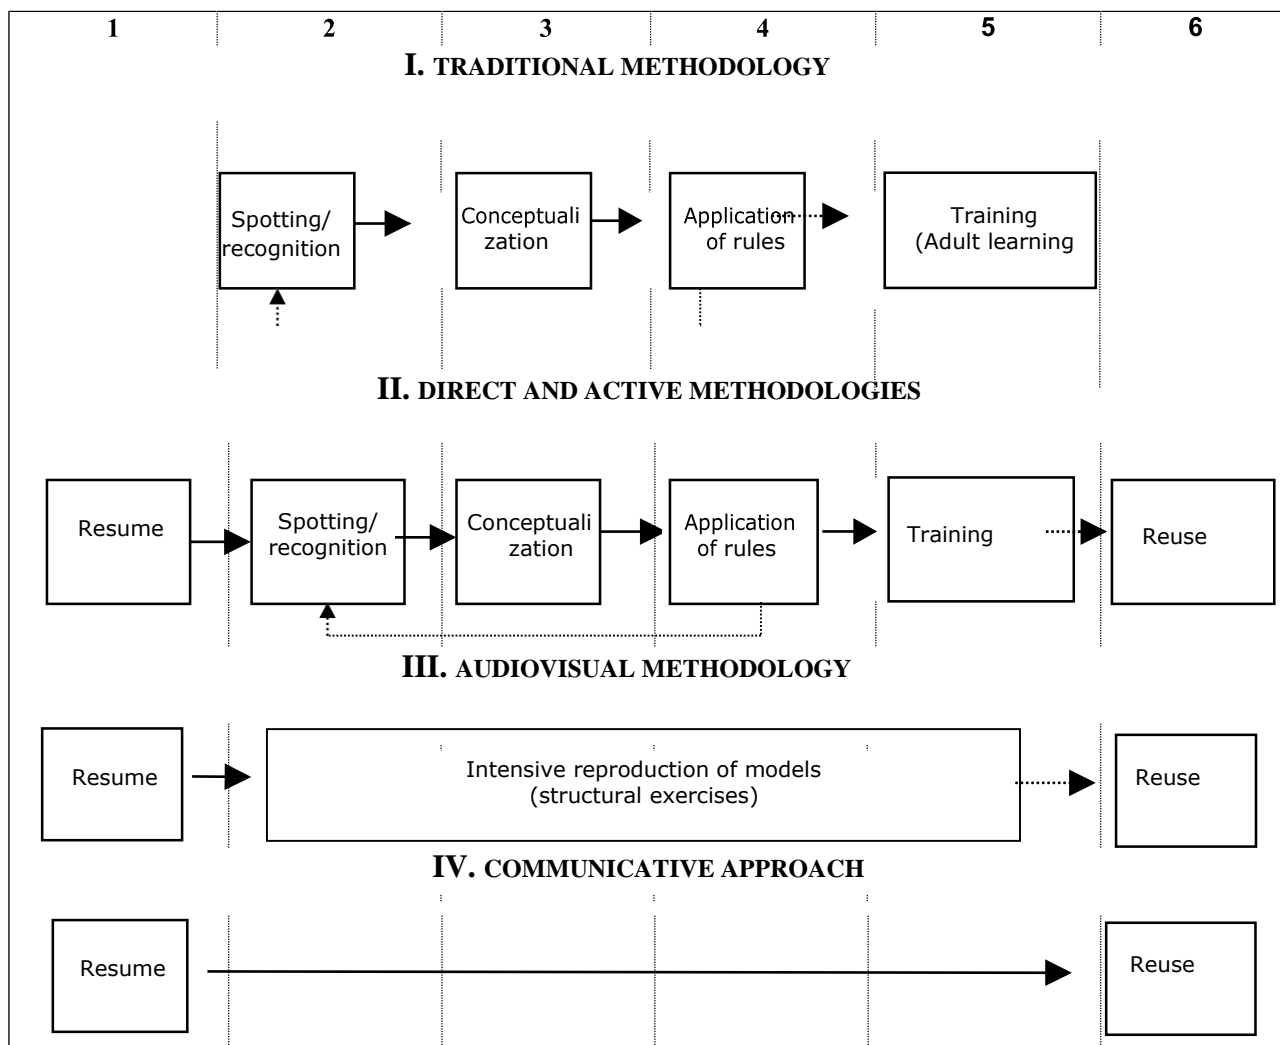 1 2 3 4 5 6
I. TRADITIONAL METHODOLOGY
Spotting/
recognition
Conceptuali
zation
Application
of rules
Training
(Adult learning
II. DIRECT AND ACTIVE METHODOLOGIES
Resume
Spotting/
recognition
Conceptuali
zation
Application
of rules
Training
Reuse
III. AUDIOVISUAL METHODOLOGY
Resume
Intensive reproduction of models
(structural exercises)
Reuse
IV. COMMUNICATIVE APPROACH
Resume
Reuse